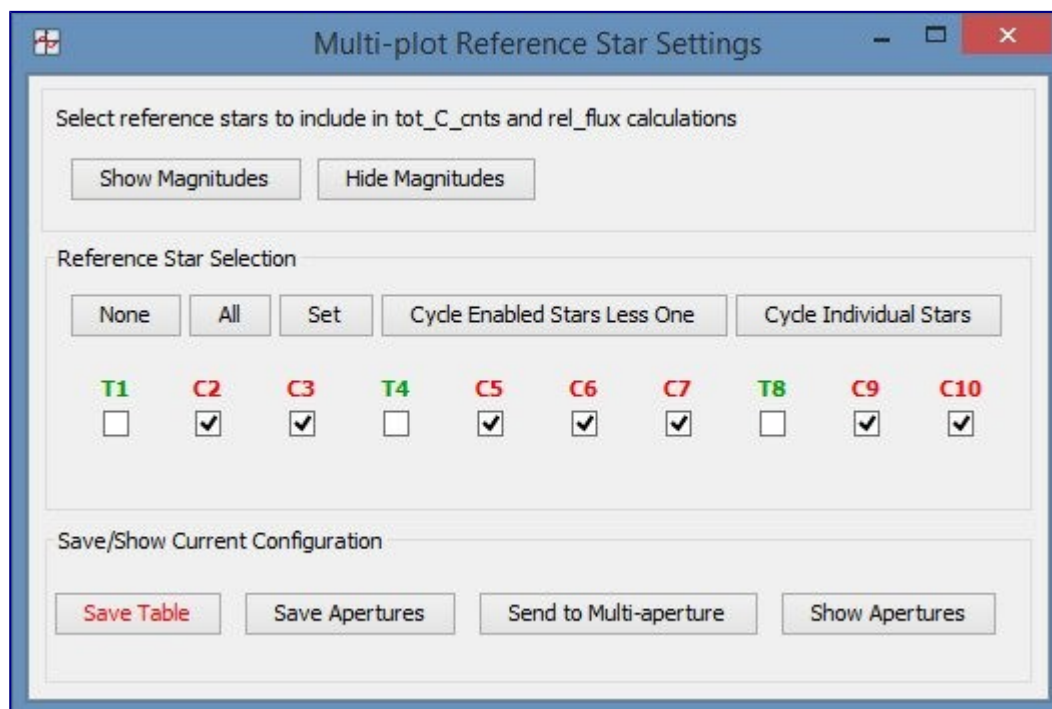 Multi-plot Reference Star Settings
Select reference stars to include in tot_C_cnts and rel_flux calculations
Show Magnitudes Hide Magnitudes
Reference Star Selection
None All Set Cycle Enabled Stars Less One Cycle Individual Stars
T1 C2 C3 T4 C5 C6 C7 T8 C9 C10
Save/Show Current Configuration
Save Table Save Apertures Send to Multi-aperture Show Apertures